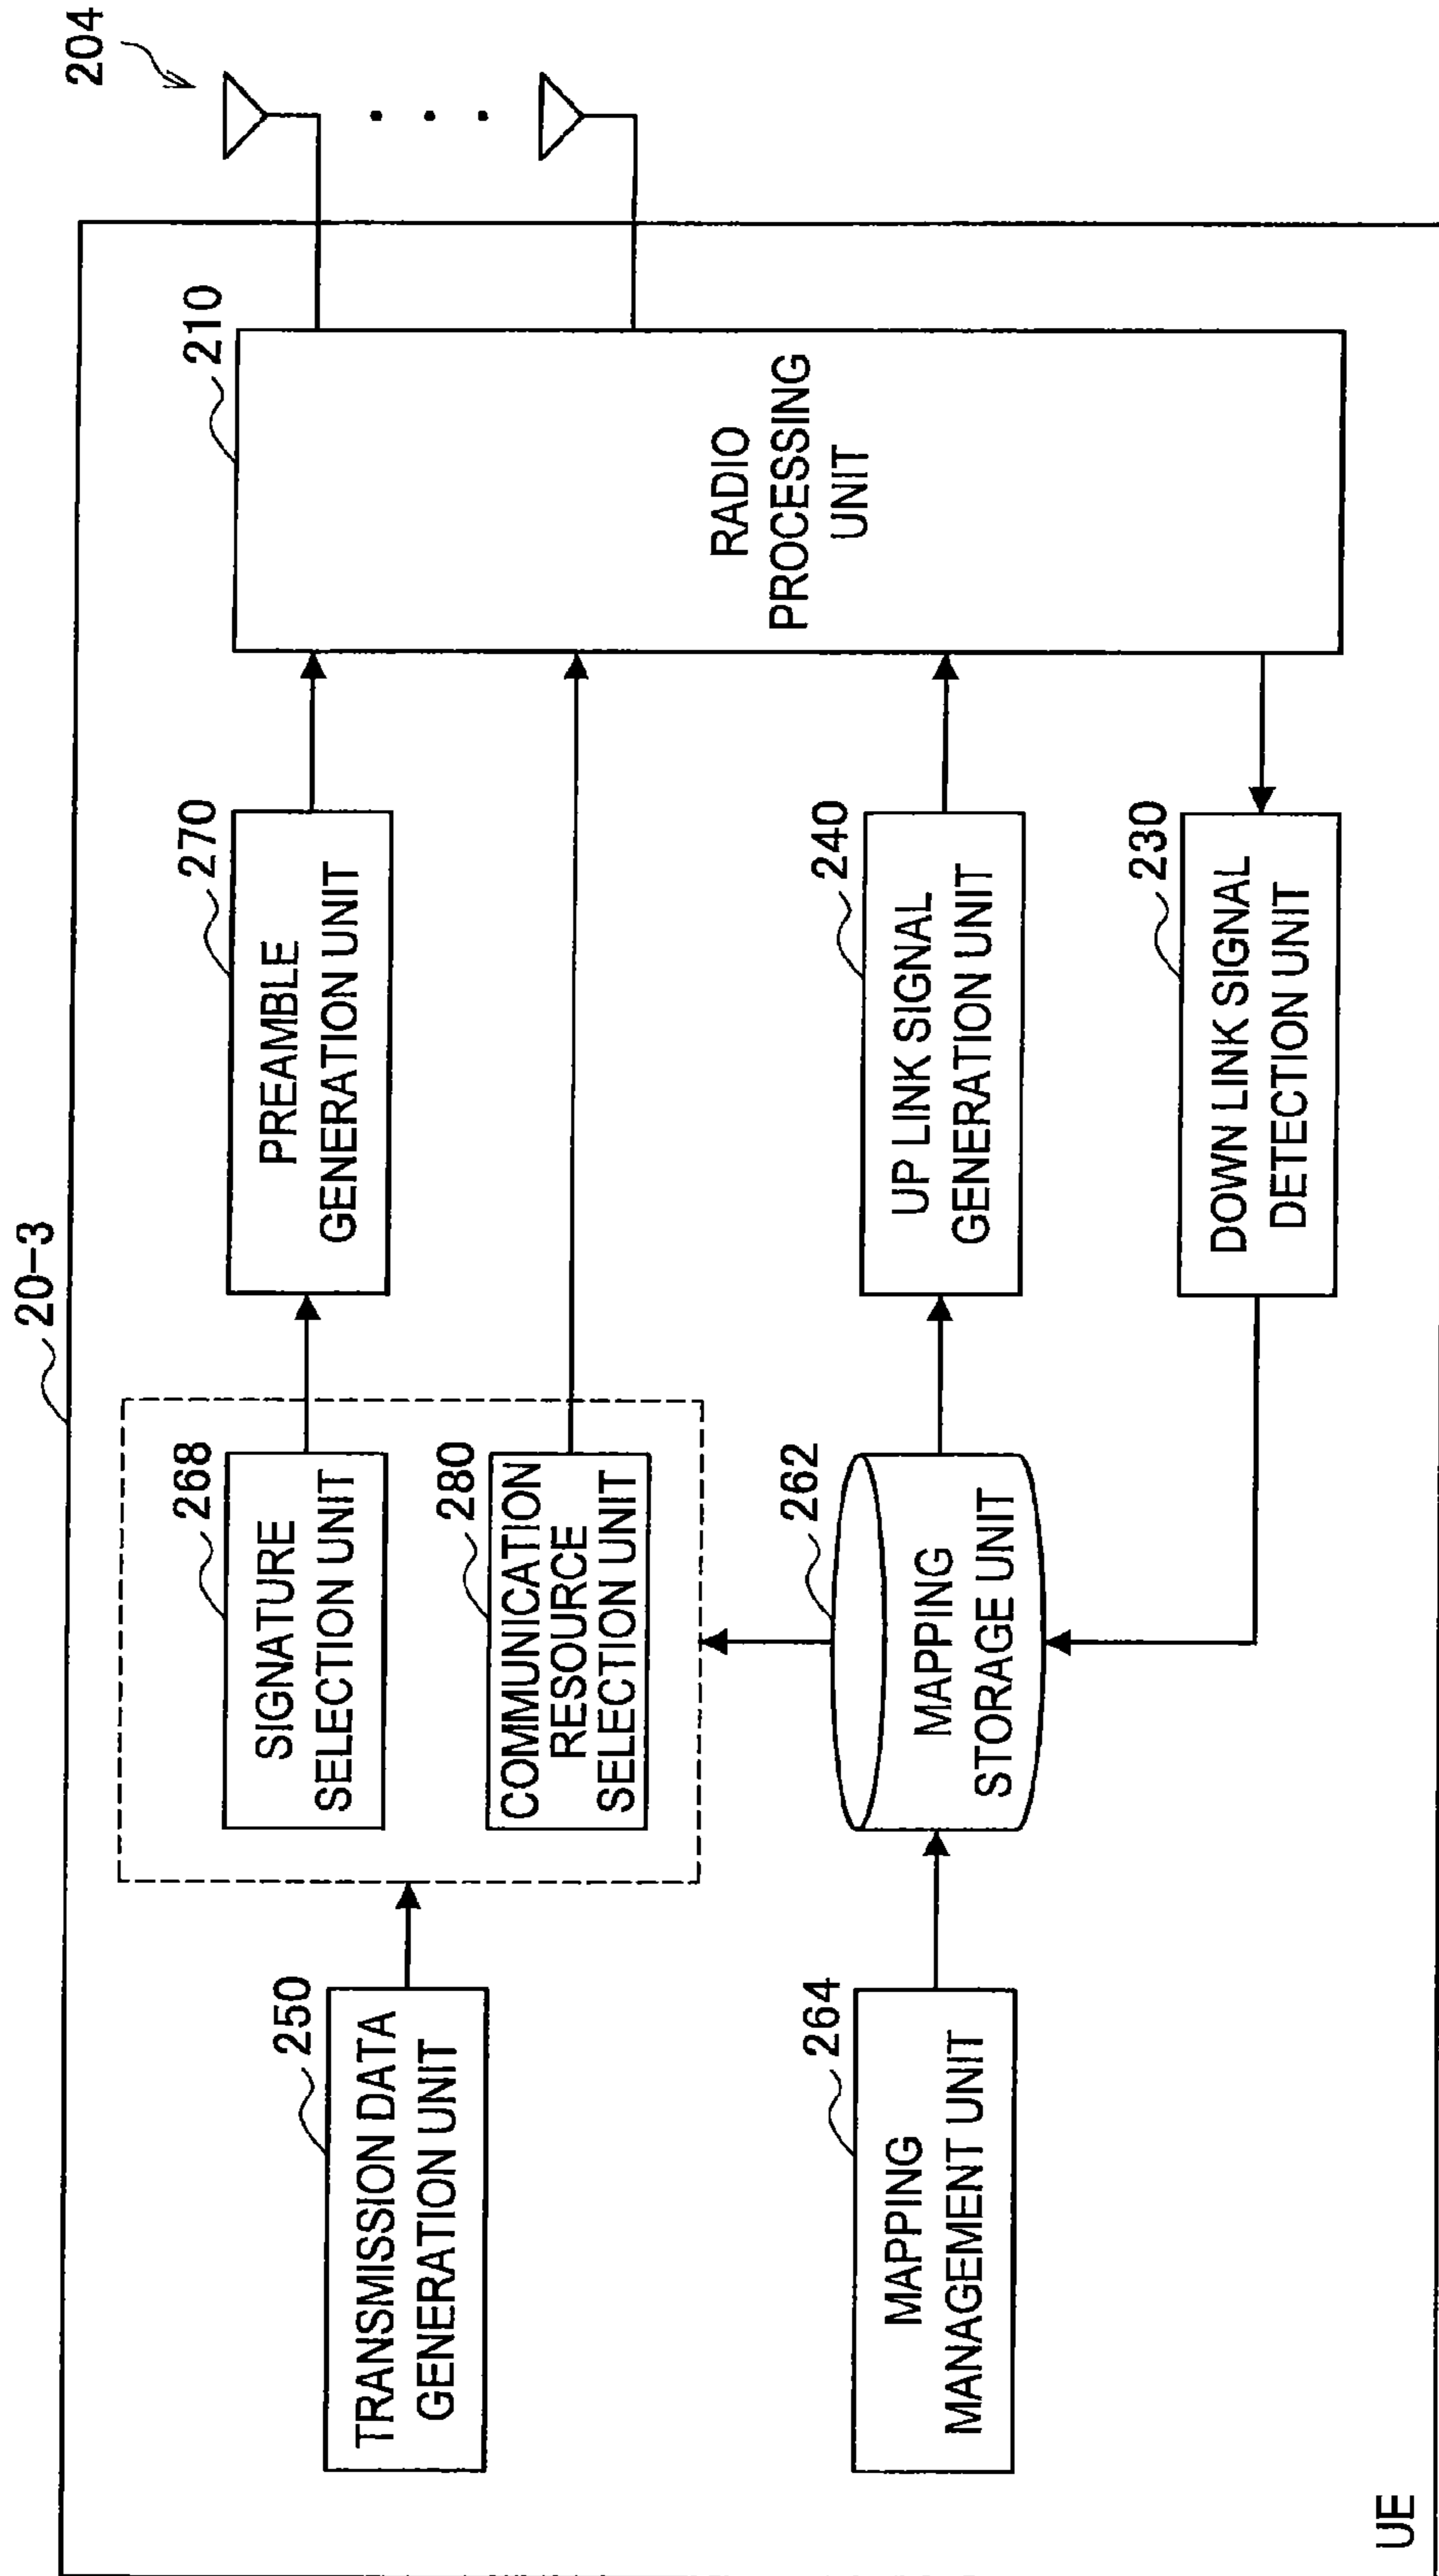 20-3
204
250
TRANSMISSION DATA
GENERATION UNIT
268
SIGNATURE
SELECTION UNIT
270
PREAMBLE
GENERATION UNIT
210
RADIO
PROCESSING
UNIT
280
COMMUNICATION
RESOURCE
SELECTION UNIT
264
MAPPING
MANAGEMENT UNIT
262
MAPPING
STORAGE UNIT
240
UP LINK SIGNAL
GENERATION UNIT
230
DOWN LINK SIGNAL
DETECTION UNIT
UE